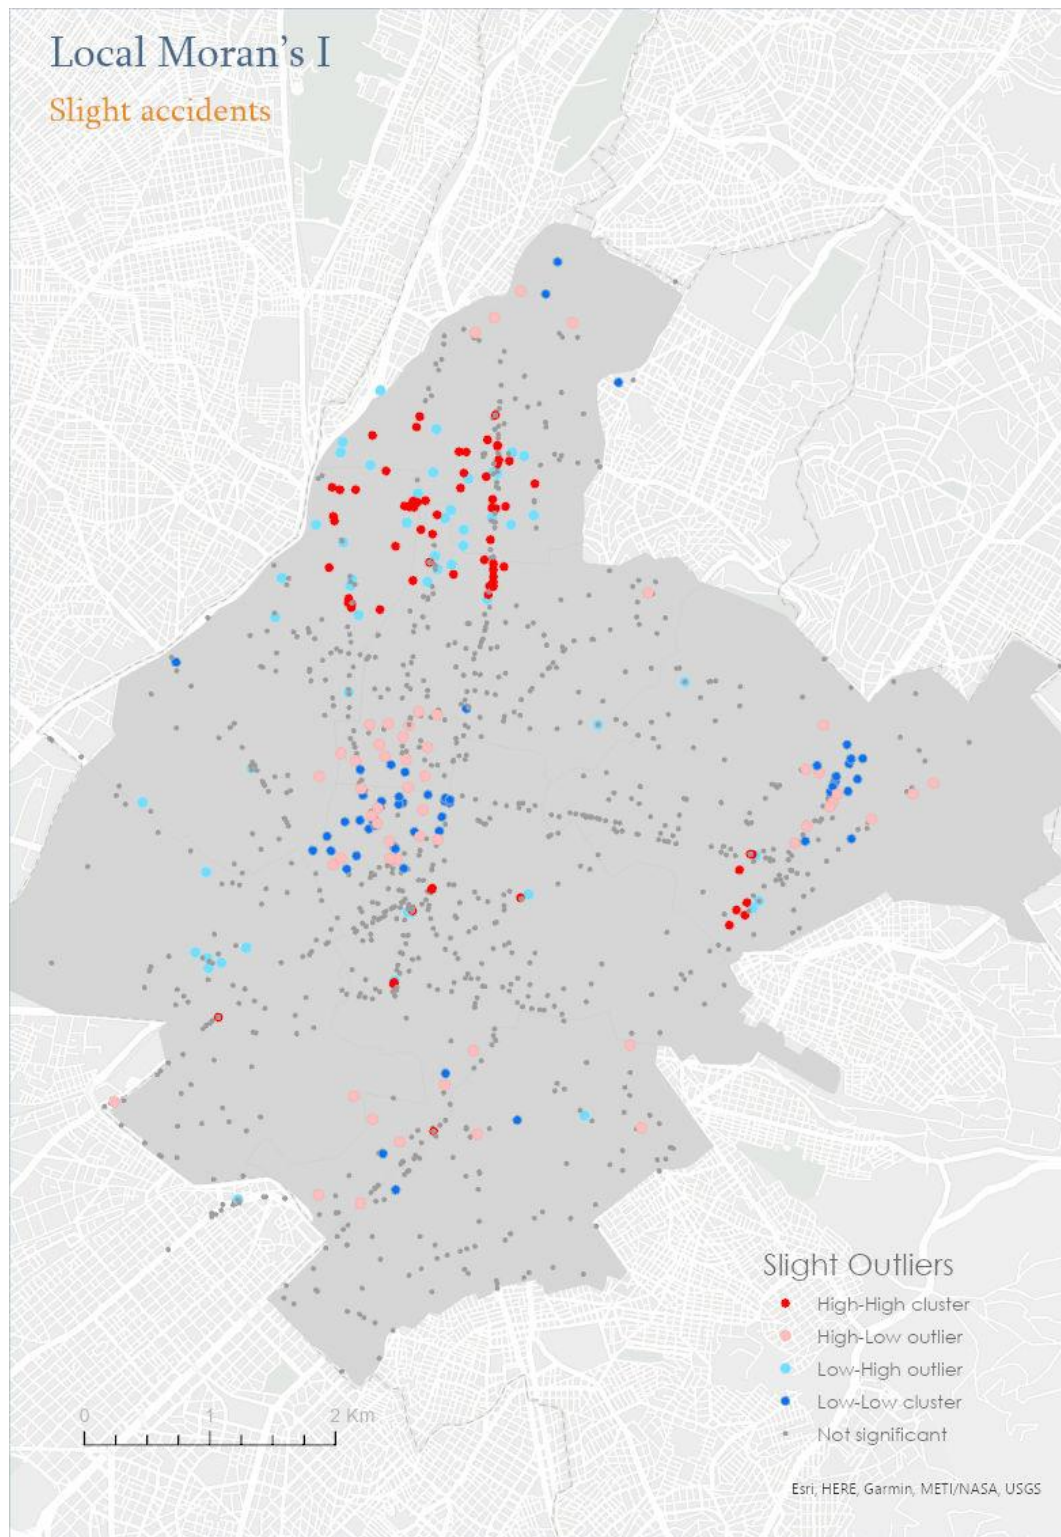 Local Moran's I
Slight accidents
Slight Outliers
High-High cluster
High-Low outlier
Low-High outlier
Low-Low cluster
Not significant
0 1 2 Km
Esri, HERE, Garmin, METI/NASA, USGS